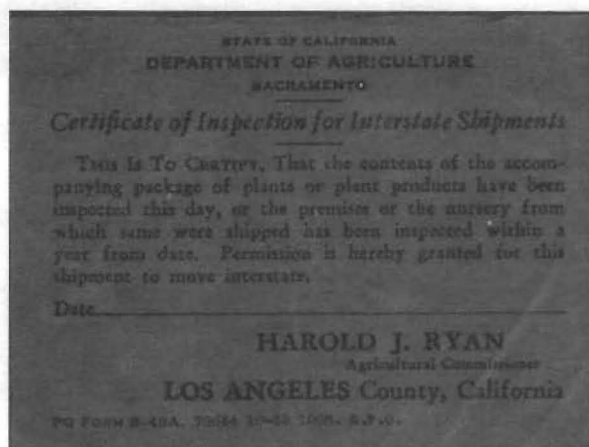 STATE OF CALIFORNIA
DEPARTMENT OF AGRICULTURE
SACRAMENTO
Certificate of Inspection for Interstate Shipments
THIS IS TO CERTIFY, That the contents of the accom-
panying package of plants or plant products have been
inspected this day, or the premises or the nursery from
which same were shipped has been inspected within a
year from date. Permission is hereby granted for this
shipment to move interstate.
Date
HAROLD J. RYAN
Agricultural Commissioner
LOS ANGELES County, California
PQ FORM